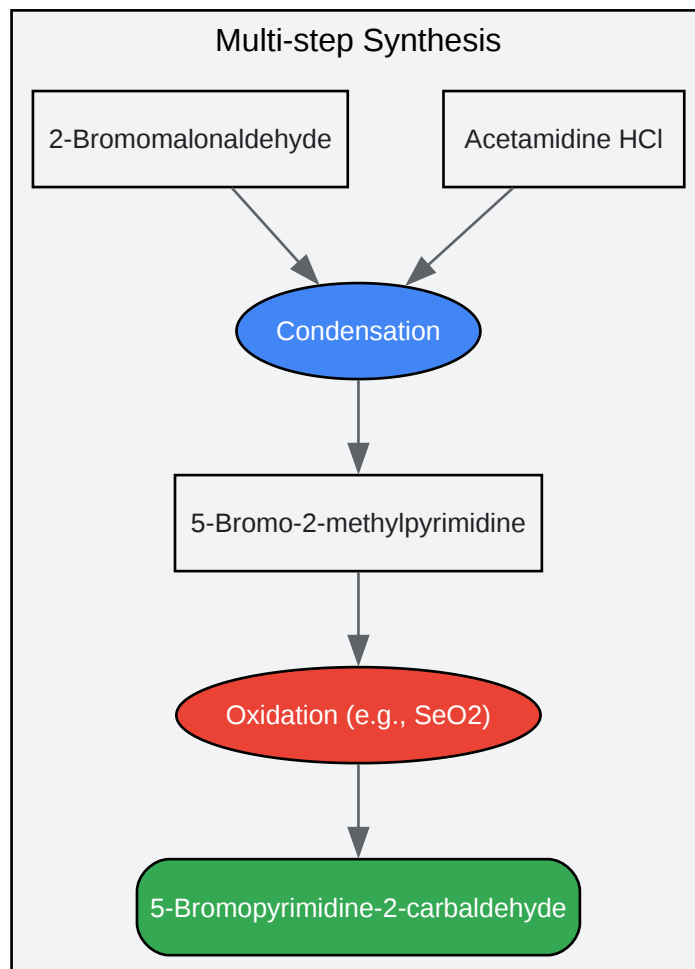 Multi-step Synthesis
2-Bromomalonaldehyde
Acetamidine HCl
Condensation
5-Bromo-2-methylpyrimidine
Oxidation (e.g., SeO2)
5-Bromopyrimidine-2-carbaldehyde